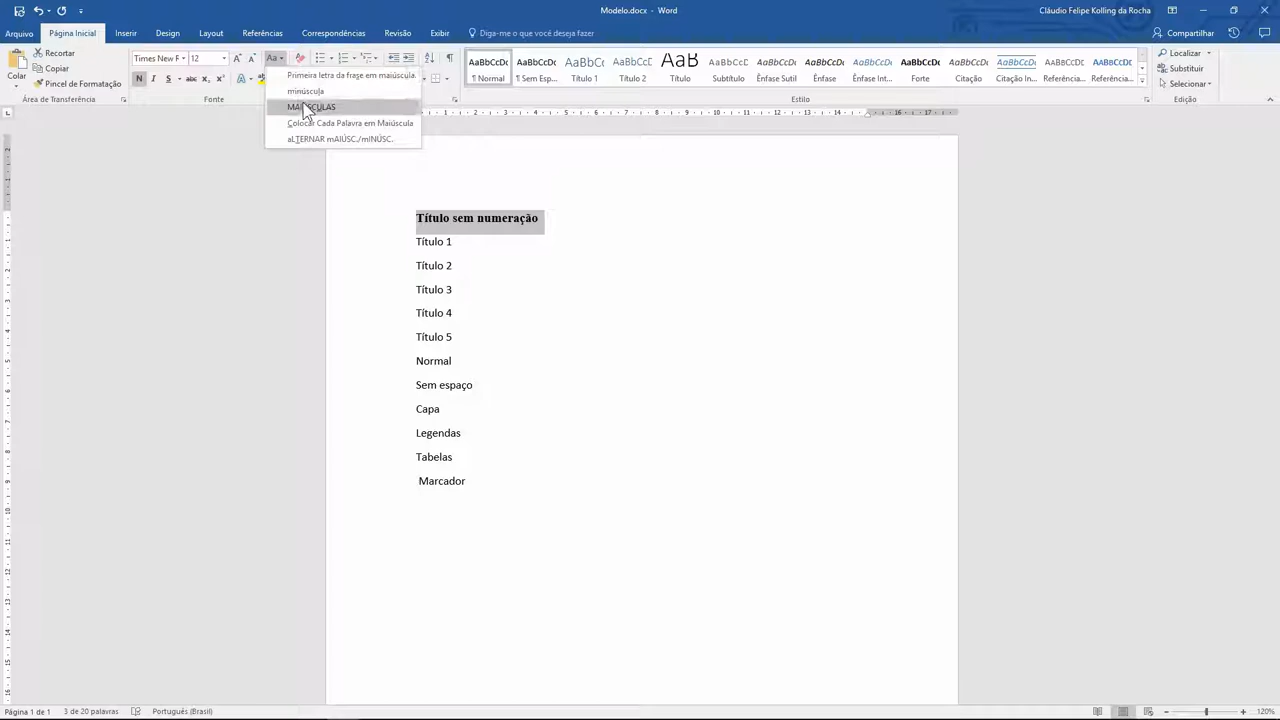 Modelo.docx - Word
Cláudio Felipe Kolling da Rocha
Arquivo Página Inicial Inserir Design Layout Referências Correspondências Revisão Exibir Diga-me o que você deseja fazer Compartilhar
Colar
Recortar
Copiar
Pincel de Formatação
Área de Transferência
Times New F 12 Aa
N I S
Fonte
Primeira letra da frase em maiúscula.
minúscula
MAIÚSCULAS
Colocar Cada Palavra em Maiúscula
aLTERNAR mAIÚSC./mINÚSC.
AaBbCcDc AaBbCcDc AaBbCc AaBbCcD AaB AaBbCcD AaBbCcDc AaBbCcDc AaBbCcDc AaBbCcDc AaBbCcDc AaBbCcDc AaBbCcDc AaBbCcDc
¶ Normal ¶ Sem Esp... Título 1 Título 2 Título Subtítulo Ênfase Sutil Ênfase Ênfase Int... Forte Citação Citação In... Referência... Referência...
Estilo
Localizar
Substituir
Selecionar
Edição
Título sem numeração
Título 1
Título 2
Título 3
Título 4
Título 5
Normal
Sem espaço
Capa
Legendas
Tabelas
Marcador
Página 1 de 1 3 de 20 palavras Português (Brasil) 120%